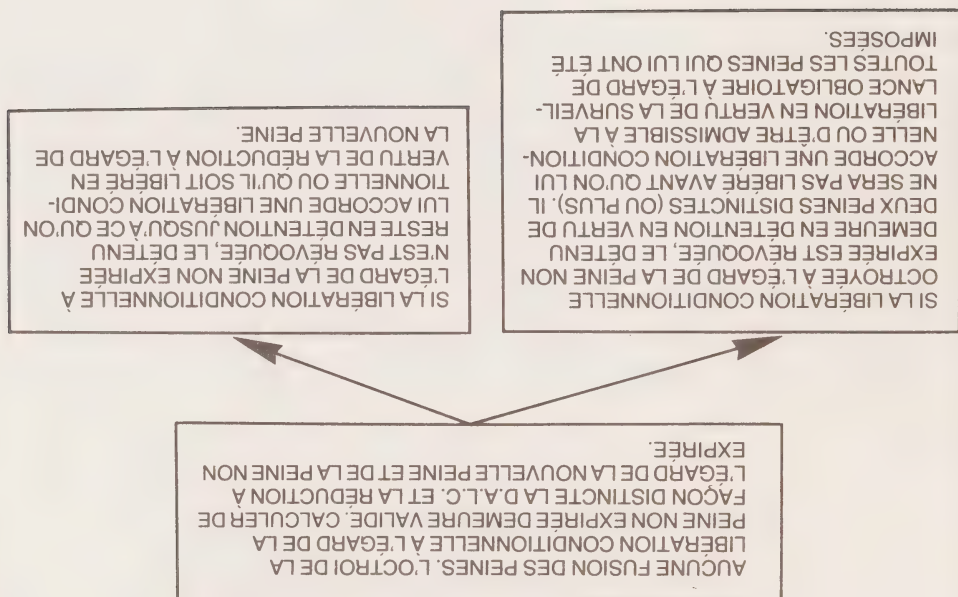 AUCUNE FUSION DES PEINES. L'OCTROI DE LA
LIBÉRATION CONDITIONNELLE À L'ÉGARD DE LA
PEINE NON EXPIRÉE DEMEURE VALIDE. CALCULER DE
FAÇON DISTINCTE LA D.A.L.C. ET LA RÉDUCTION À
L'ÉGARD DE LA NOUVELLE PEINE ET DE LA PEINE NON
EXPIRÉE.
SI LA LIBÉRATION CONDITIONNELLE
OCTROYÉE À L'ÉGARD DE LA PEINE NON
EXPIRÉE EST RÉVOQUÉE, LE DÉTENU
DEMEURE EN DÉTENTION EN VERTU DE
DEUX PEINES DISTINCTES (OU PLUS). IL
NE SERA PAS LIBÉRÉ AVANT QU'ON LUI
ACCORDE UNE LIBÉRATION CONDITION-
NELLE OU D'ÊTRE ADMISSIBLE À LA
LIBÉRATION EN VERTU DE LA SURVEIL-
LANCE OBLIGATOIRE À L'ÉGARD DE
TOUTES LES PEINES QUI LUI ONT ÉTÉ
IMPOSÉES.
SI LA LIBÉRATION CONDITIONNELLE À
L'ÉGARD DE LA PEINE NON EXPIRÉE
N'EST PAS RÉVOQUÉE, LE DÉTENU
RESTE EN DÉTENTION JUSQU'À CE QU'ON
LUI ACCORDE UNE LIBÉRATION CONDI-
TIONNELLE OU QU'IL SOIT LIBÉRÉ EN
VERTU DE LA RÉDUCTION À L'ÉGARD DE
LA NOUVELLE PEINE.